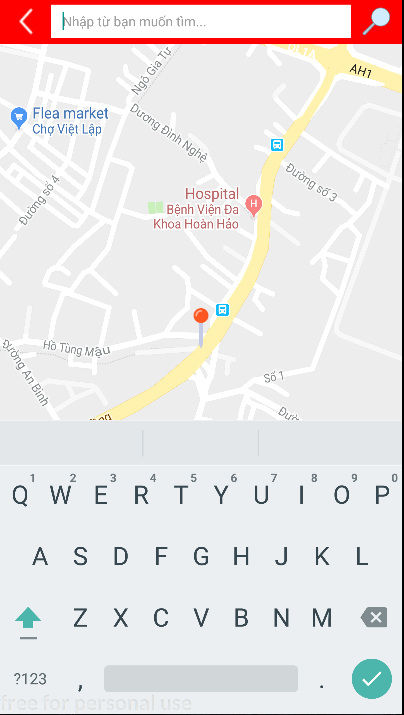 Nhập từ bạn muốn tìm...
AH1
Ngô Gia Tự
Flea market
Chợ Việt Lập
Dương Đình Nghệ
Đường số 3
Đường số 4
Hospital
Bệnh Viện Đa
Khoa Hoàn Hảo
H
Hồ Tùng Mậu
Đường An Bình
Số 1
1 2 3 4 5 6 7 8 9 0
Q W E R T Y U I O P
A S D F G H J K L
Z X C V B N M
?123 , .
free for personal use